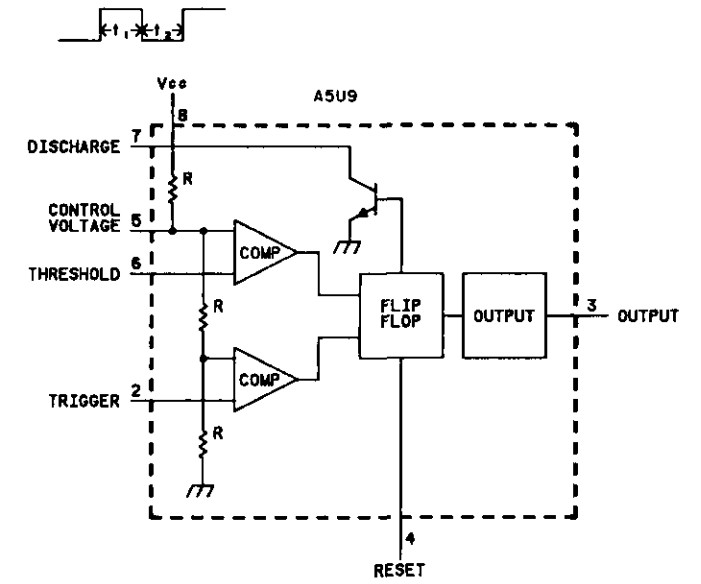 t₁ t₂
Vcc
A5U9
8
7
DISCHARGE
R
CONTROL
VOLTAGE
5
COMP
6
THRESHOLD
R
FLIP
FLOP
OUTPUT
3
OUTPUT
COMP
2
TRIGGER
R
4
RESET